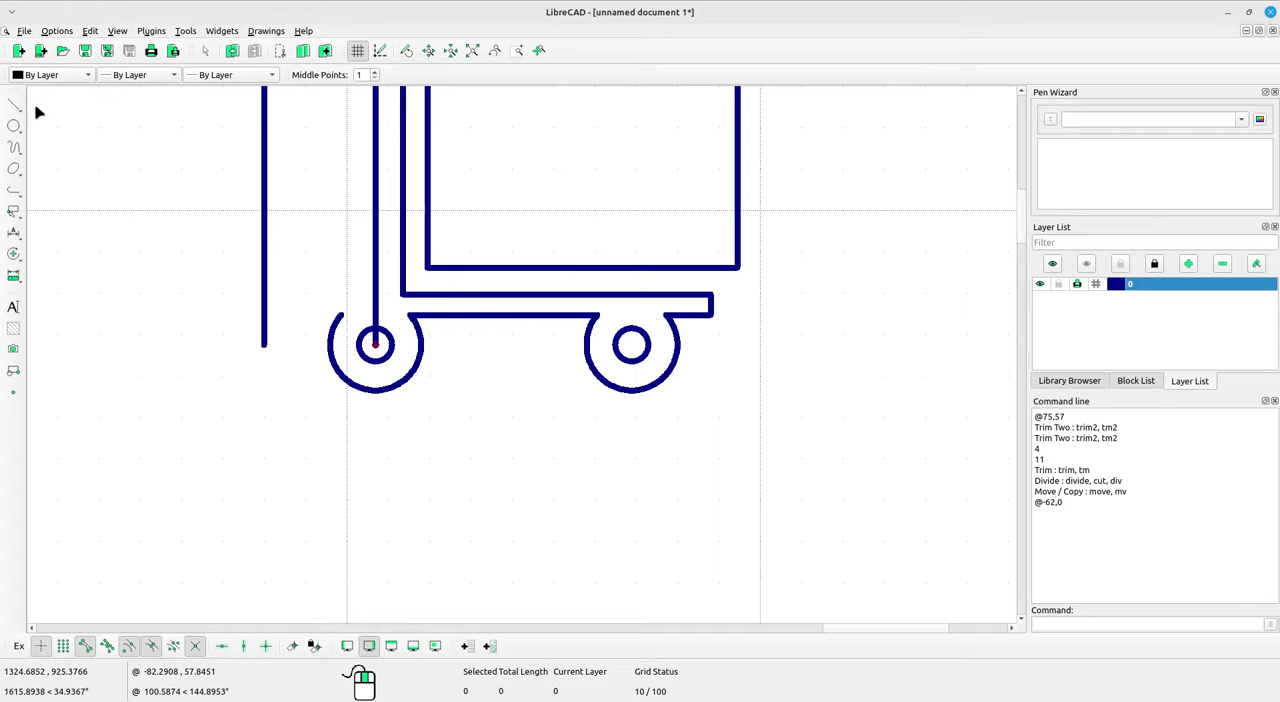 LibreCAD - [unnamed document 1*]
File Options Edit View Plugins Tools Widgets Drawings Help
By Layer By Layer By Layer Middle Points: 1
Pen Wizard
Layer List
Filter
0
Library Browser Block List Layer List
Command line
@75,57
Trim Two : trim2, tm2
Trim Two : trim2, tm2
4
11
Trim : trim, tm
Divide : divide, cut, div
Move / Copy : move, mv
@-62,0
Command:
Ex
1324.6852 , 925.3766 @ -82.2908 , 57.8451 Selected Total Length Current Layer Grid Status
1615.8938 < 34.9367° @ 100.5874 < 144.8953° 0 0 0 10 / 100